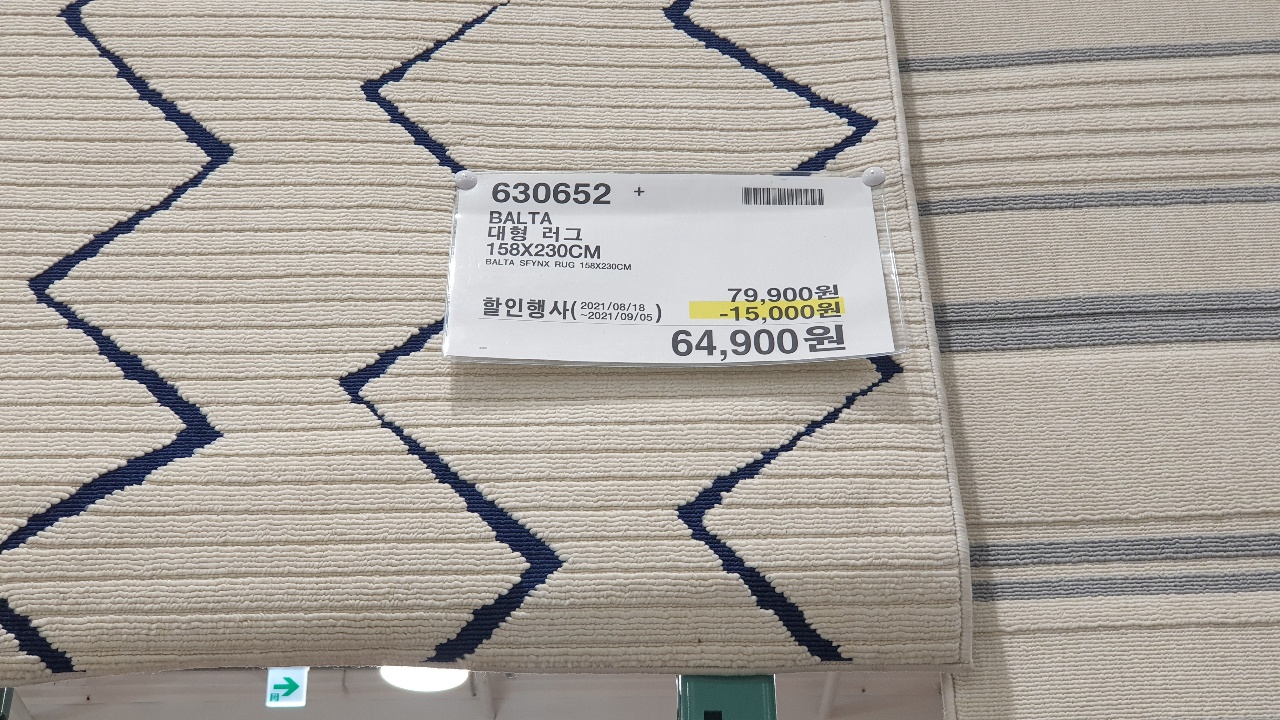 630652 +
BALTA
대형 러그
158X230CM
BALTA SFYNX RUG 158X230CM
79,900원
할인행사( 2021/08/18 ~2021/09/05 ) -15,000원
64,900원